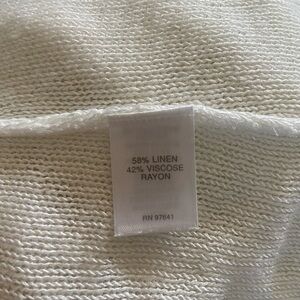 58% LINEN
42% VISCOSE
RAYON
RN 97641